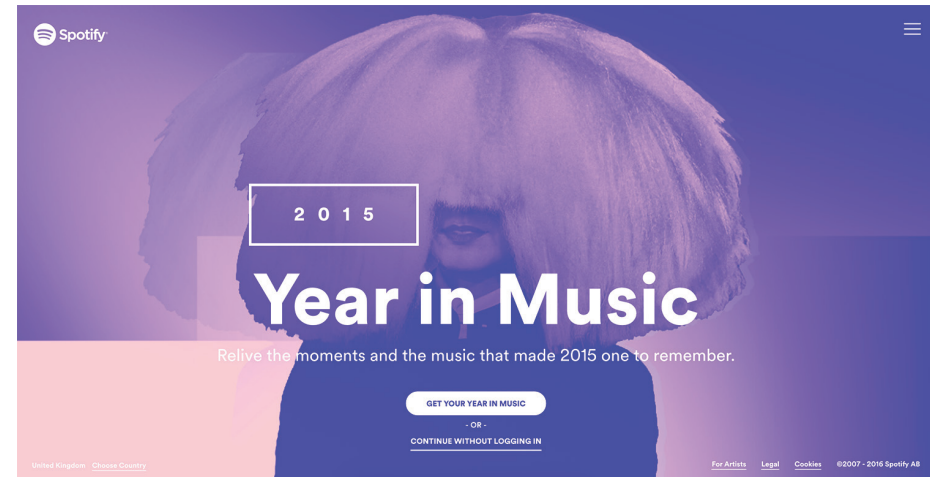 Spotify
2015
Year in Music
Relive the moments and the music that made 2015 one to remember.
GET YOUR YEAR IN MUSIC
- OR -
CONTINUE WITHOUT LOGGING IN
United Kingdom Choose Country
For Artists Legal Cookies ©2007 - 2016 Spotify AB